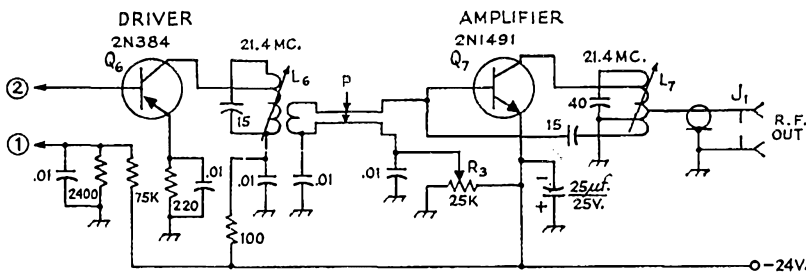 DRIVER
2N384
Q6
AMPLIFIER
2N1491
Q7
21.4 MC.
L6
P
21.4 MC.
L7
②
15
40
15
J1
R.F.
OUT
①
.01
2400
75K
220
.01
.01
.01
.01
R3
25K
25µf.
25V.
100
−24V.